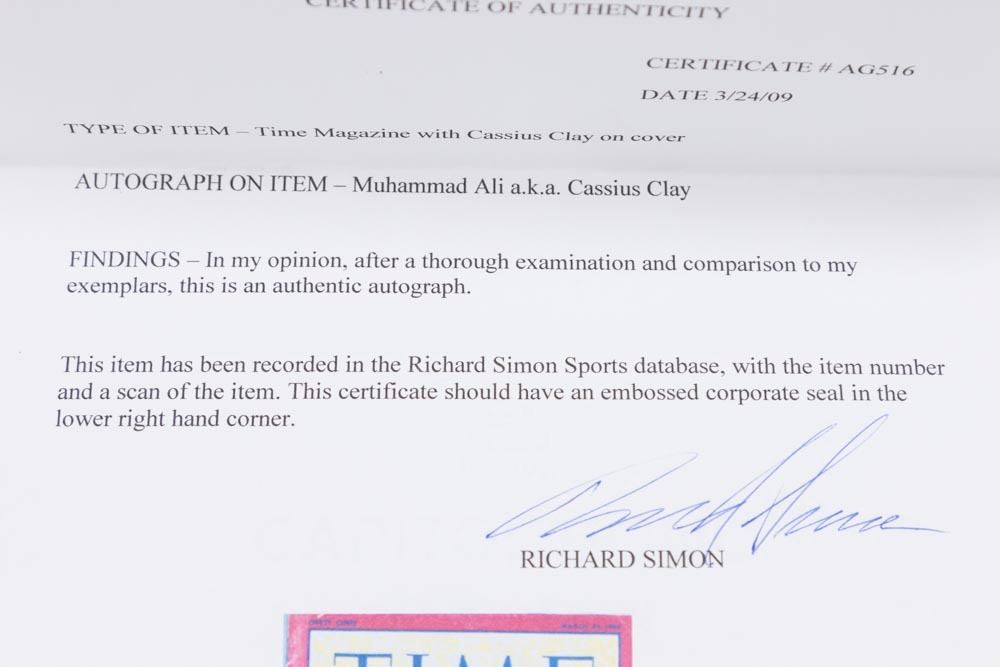 CERTIFICATE OF AUTHENTICITY
CERTIFICATE # AG516
DATE 3/24/09
TYPE OF ITEM – Time Magazine with Cassius Clay on cover
AUTOGRAPH ON ITEM – Muhammad Ali a.k.a. Cassius Clay
FINDINGS – In my opinion, after a thorough examination and comparison to my
exemplars, this is an authentic autograph.
This item has been recorded in the Richard Simon Sports database, with the item number
and a scan of the item. This certificate should have an embossed corporate seal in the
lower right hand corner.
Richard Simon
RICHARD SIMON
TIME